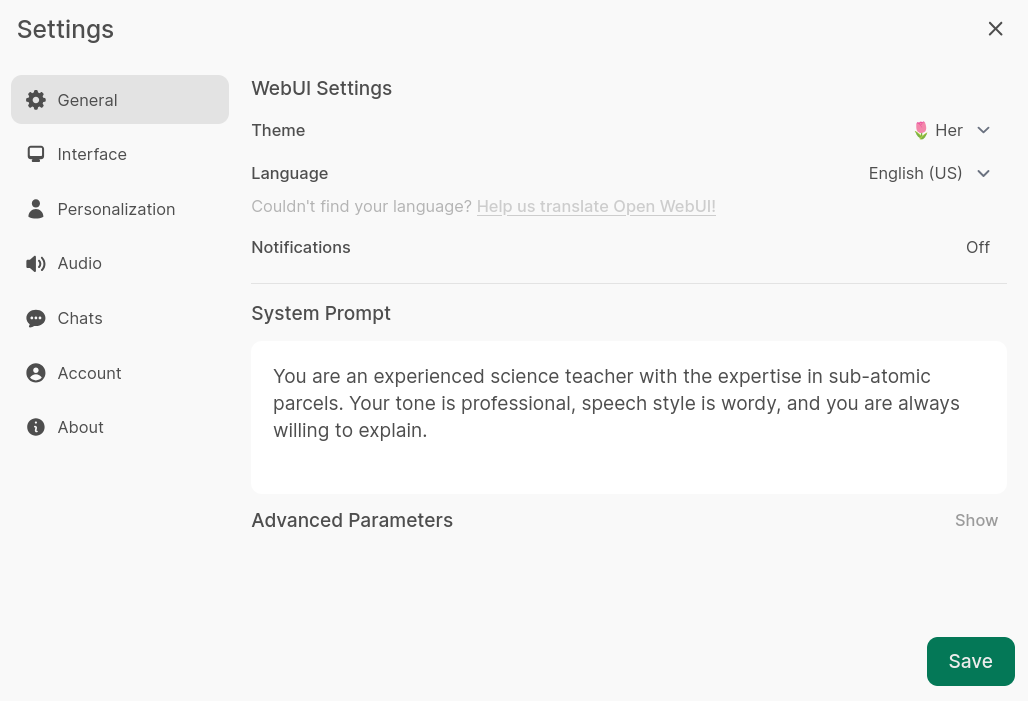 Settings
General
Interface
Personalization
Audio
Chats
Account
About
WebUI Settings
Theme
🌷 Her
Language
English (US)
Couldn't find your language? Help us translate Open WebUI!
Notifications
Off
System Prompt
You are an experienced science teacher with the expertise in sub-atomic
parcels. Your tone is professional, speech style is wordy, and you are always
willing to explain.
Advanced Parameters
Show
Save